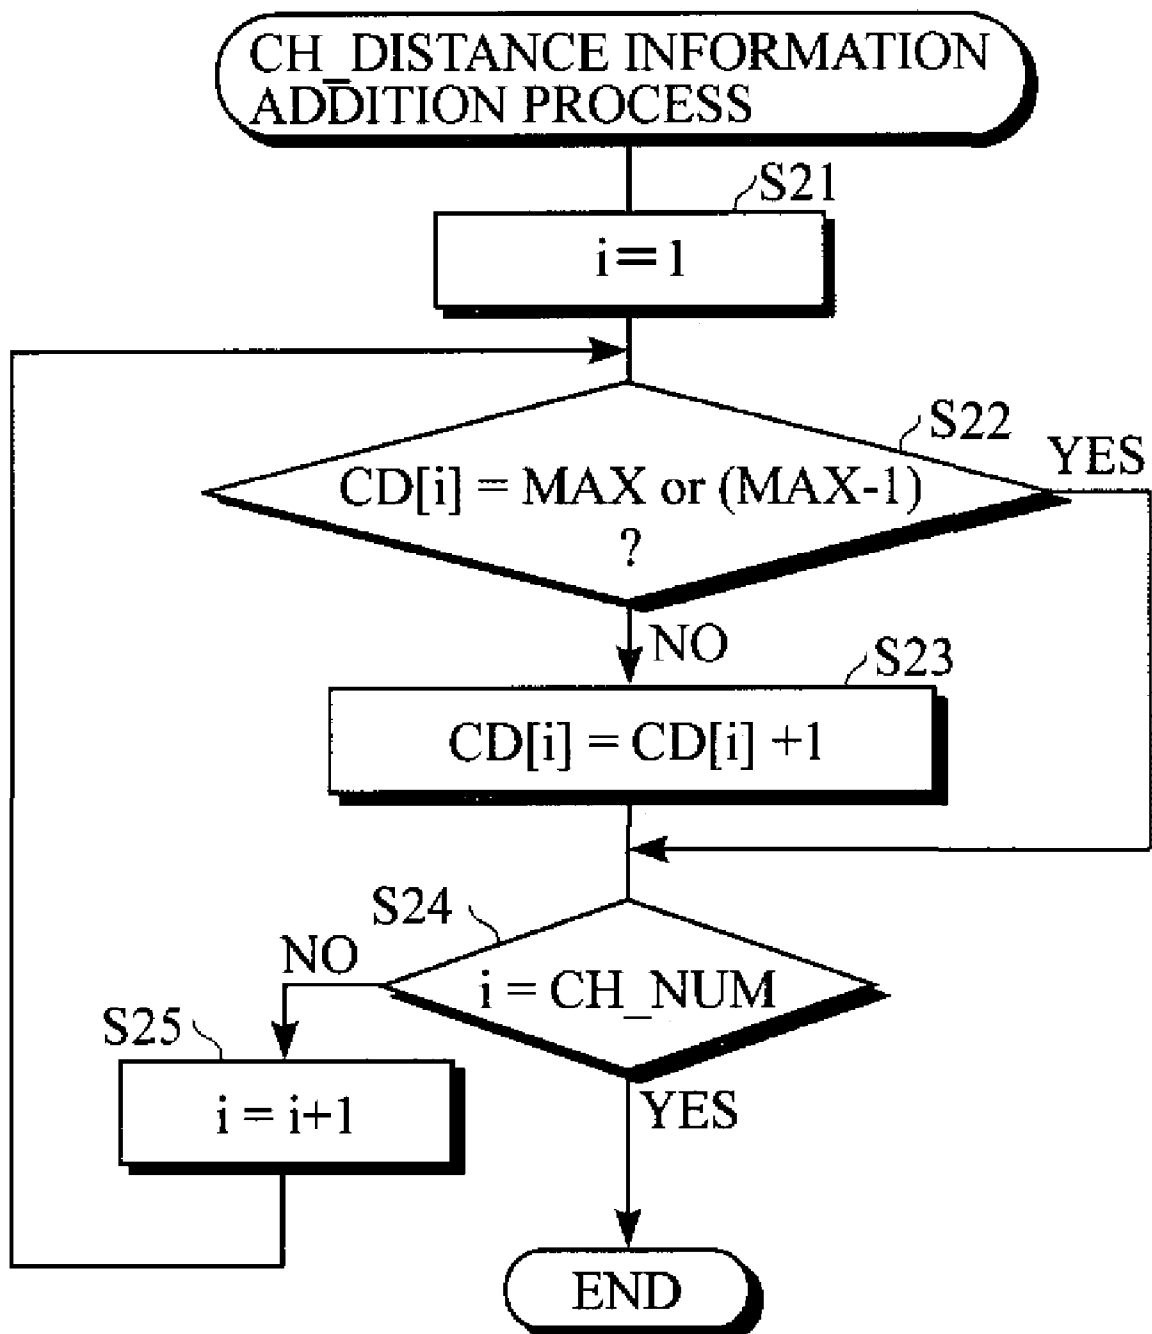 CH_DISTANCE INFORMATION
ADDITION PROCESS
S21
i=1
S22
YES
CD[i] = MAX or (MAX-1)
?
NO
S23
CD[i] = CD[i] +1
S24
NO
i = CH_NUM
S25
i = i+1
YES
END